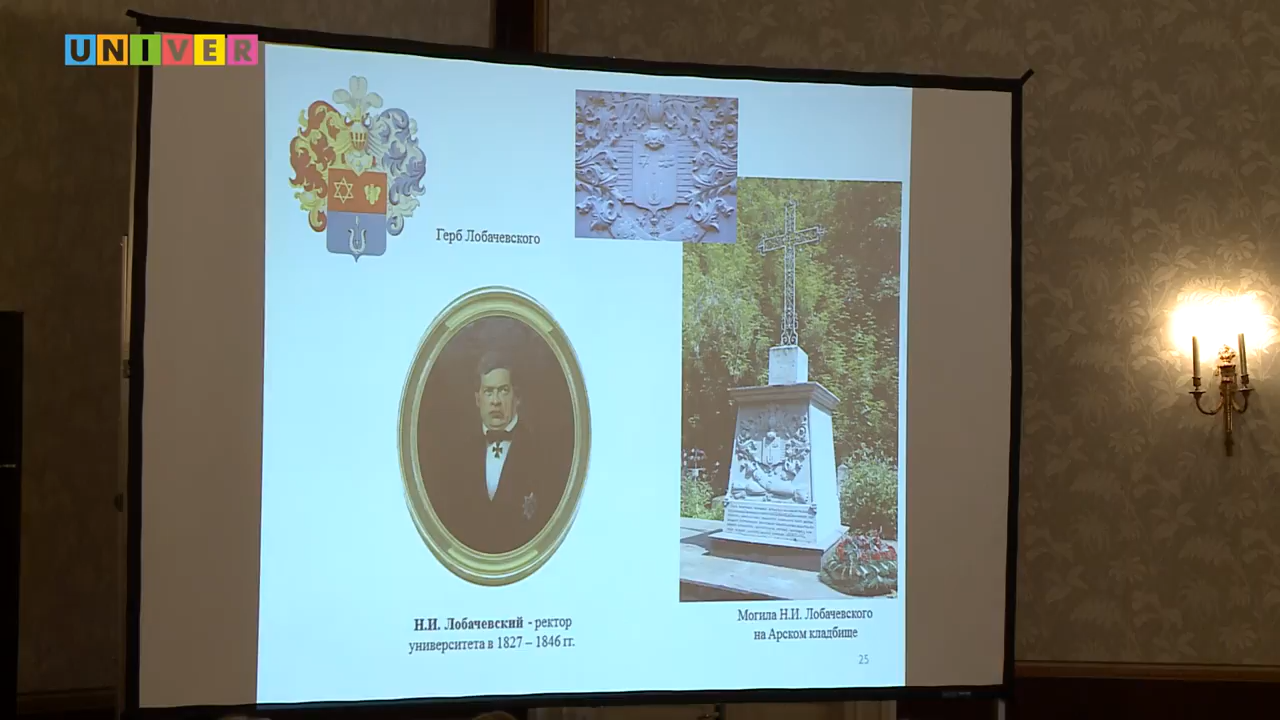 UNIVER
Герб Лобачевского
Н.И. Лобачевский - ректор
университета в 1827 – 1846 гг.
Могила Н.И. Лобачевского
на Арском кладбище
25